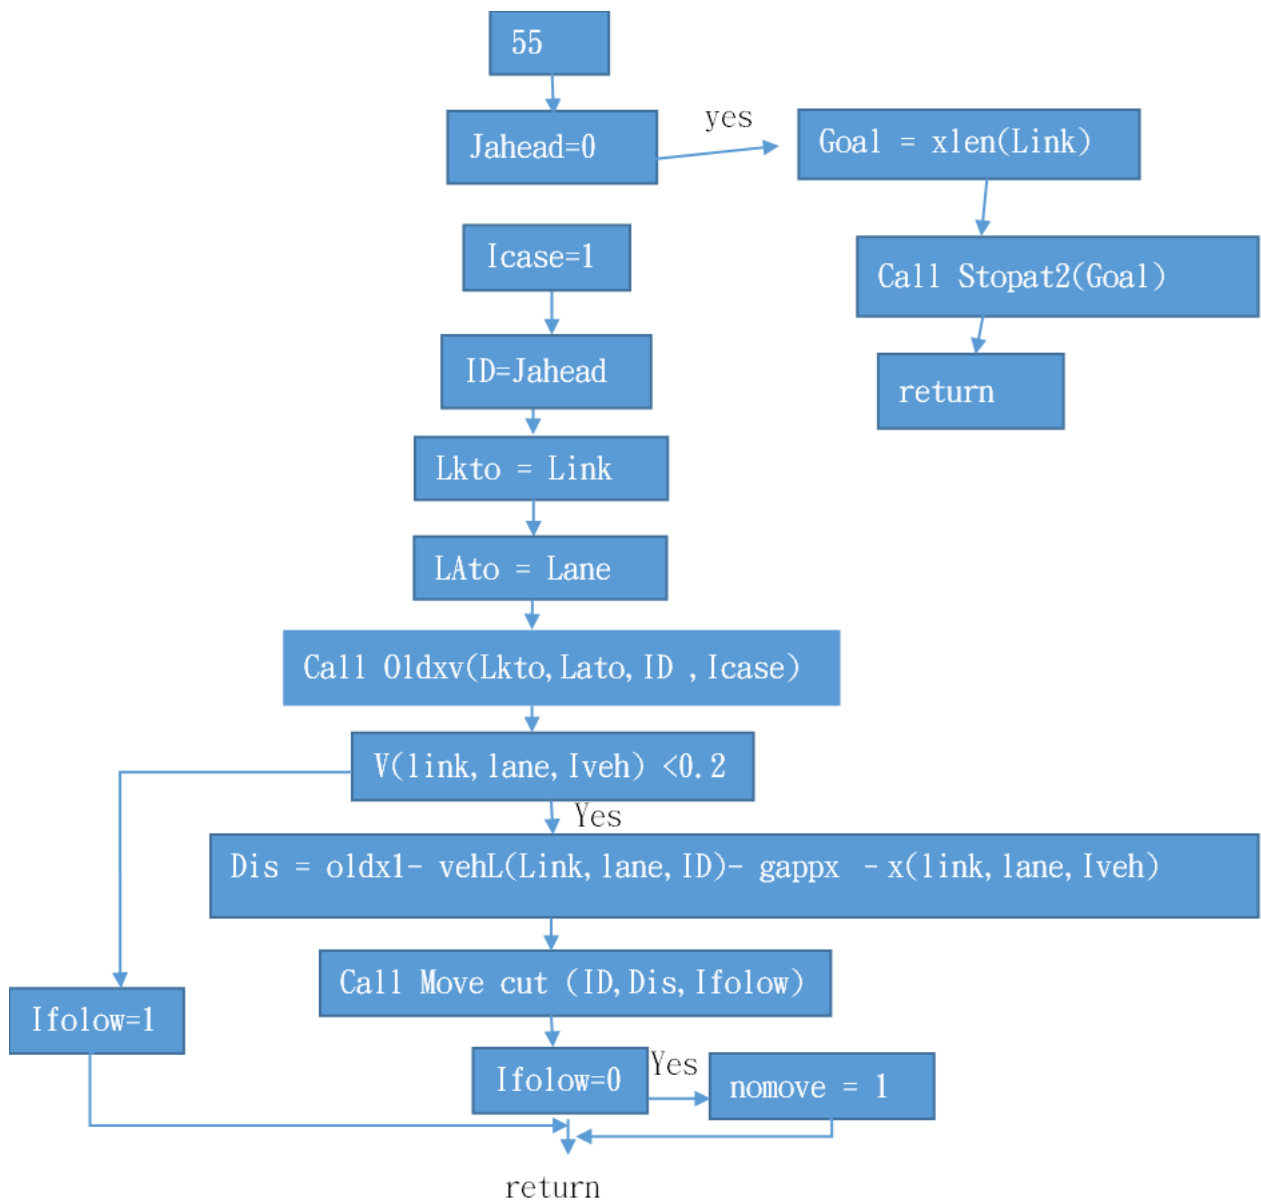 55
Jahead=0
yes
Goal = xlen(Link)
Icase=1
Call Stopat2(Goal)
ID=Jahead
return
Lkto = Link
LAto = Lane
Call Oldxv(Lkto,Lato,ID ,Icase)
V(link,lane,Iveh) <0.2
Yes
Dis = oldx1- vehL(Link,lane,ID)- gappx －x(link,lane,Iveh)
Call Move cut (ID,Dis,Ifolow)
Ifolow=1
Ifolow=0
Yes
nomove = 1
return